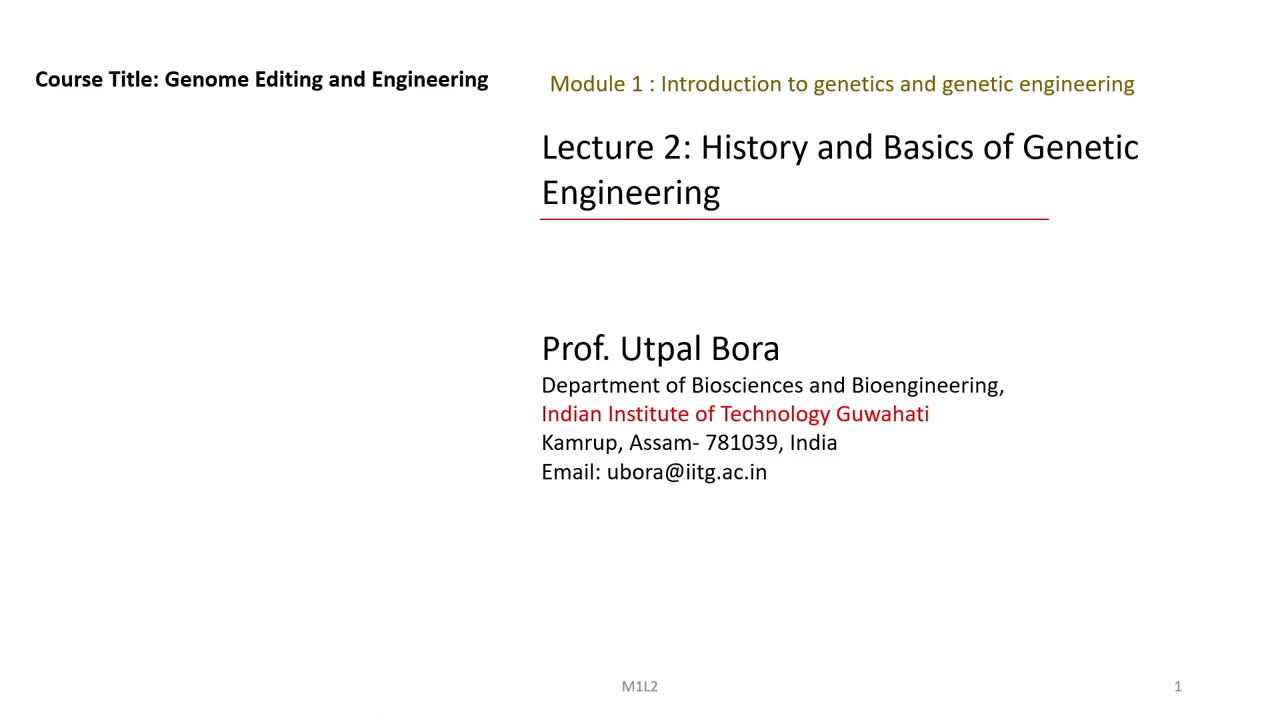 Course Title: Genome Editing and Engineering
Module 1 : Introduction to genetics and genetic engineering
Lecture 2: History and Basics of Genetic
Engineering
Prof. Utpal Bora
Department of Biosciences and Bioengineering,
Indian Institute of Technology Guwahati
Kamrup, Assam- 781039, India
Email: ubora@iitg.ac.in
M1L2
1